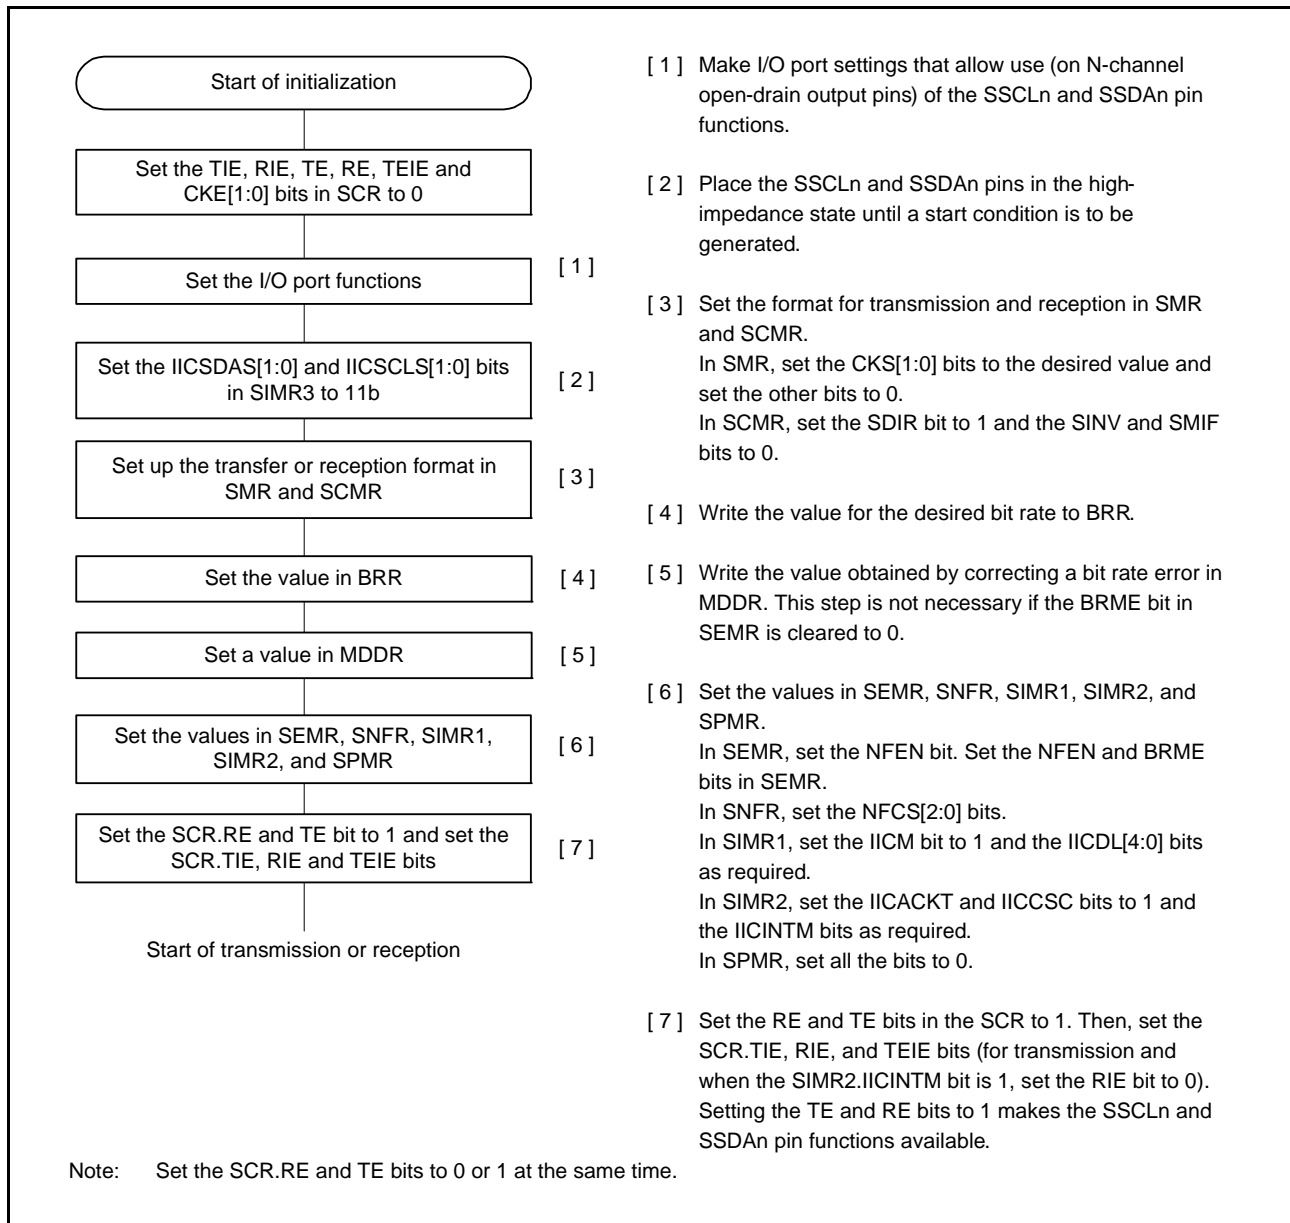 Start of initialization
Set the TIE, RIE, TE, RE, TEIE and
CKE[1:0] bits in SCR to 0
Set the I/O port functions
[ 1 ]
Set the IICSDAS[1:0] and IICSCLS[1:0] bits
in SIMR3 to 11b
[ 2 ]
Set up the transfer or reception format in
SMR and SCMR
[ 3 ]
Set the value in BRR
[ 4 ]
Set a value in MDDR
[ 5 ]
Set the values in SEMR, SNFR, SIMR1,
SIMR2, and SPMR
[ 6 ]
Set the SCR.RE and TE bit to 1 and set the
SCR.TIE, RIE and TEIE bits
[ 7 ]
Start of transmission or reception
[ 1 ] Make I/O port settings that allow use (on N-channel
open-drain output pins) of the SSCLn and SSDAn pin
functions.
[ 2 ] Place the SSCLn and SSDAn pins in the high-
impedance state until a start condition is to be
generated.
[ 3 ] Set the format for transmission and reception in SMR
and SCMR.
In SMR, set the CKS[1:0] bits to the desired value and
set the other bits to 0.
In SCMR, set the SDIR bit to 1 and the SINV and SMIF
bits to 0.
[ 4 ] Write the value for the desired bit rate to BRR.
[ 5 ] Write the value obtained by correcting a bit rate error in
MDDR. This step is not necessary if the BRME bit in
SEMR is cleared to 0.
[ 6 ] Set the values in SEMR, SNFR, SIMR1, SIMR2, and
SPMR.
In SEMR, set the NFEN bit. Set the NFEN and BRME
bits in SEMR.
In SNFR, set the NFCS[2:0] bits.
In SIMR1, set the IICM bit to 1 and the IICDL[4:0] bits
as required.
In SIMR2, set the IICACKT and IICCSC bits to 1 and
the IICINTM bits as required.
In SPMR, set all the bits to 0.
[ 7 ] Set the RE and TE bits in the SCR to 1. Then, set the
SCR.TIE, RIE, and TEIE bits (for transmission and
when the SIMR2.IICINTM bit is 1, set the RIE bit to 0).
Setting the TE and RE bits to 1 makes the SSCLn and
SSDAn pin functions available.
Note: Set the SCR.RE and TE bits to 0 or 1 at the same time.